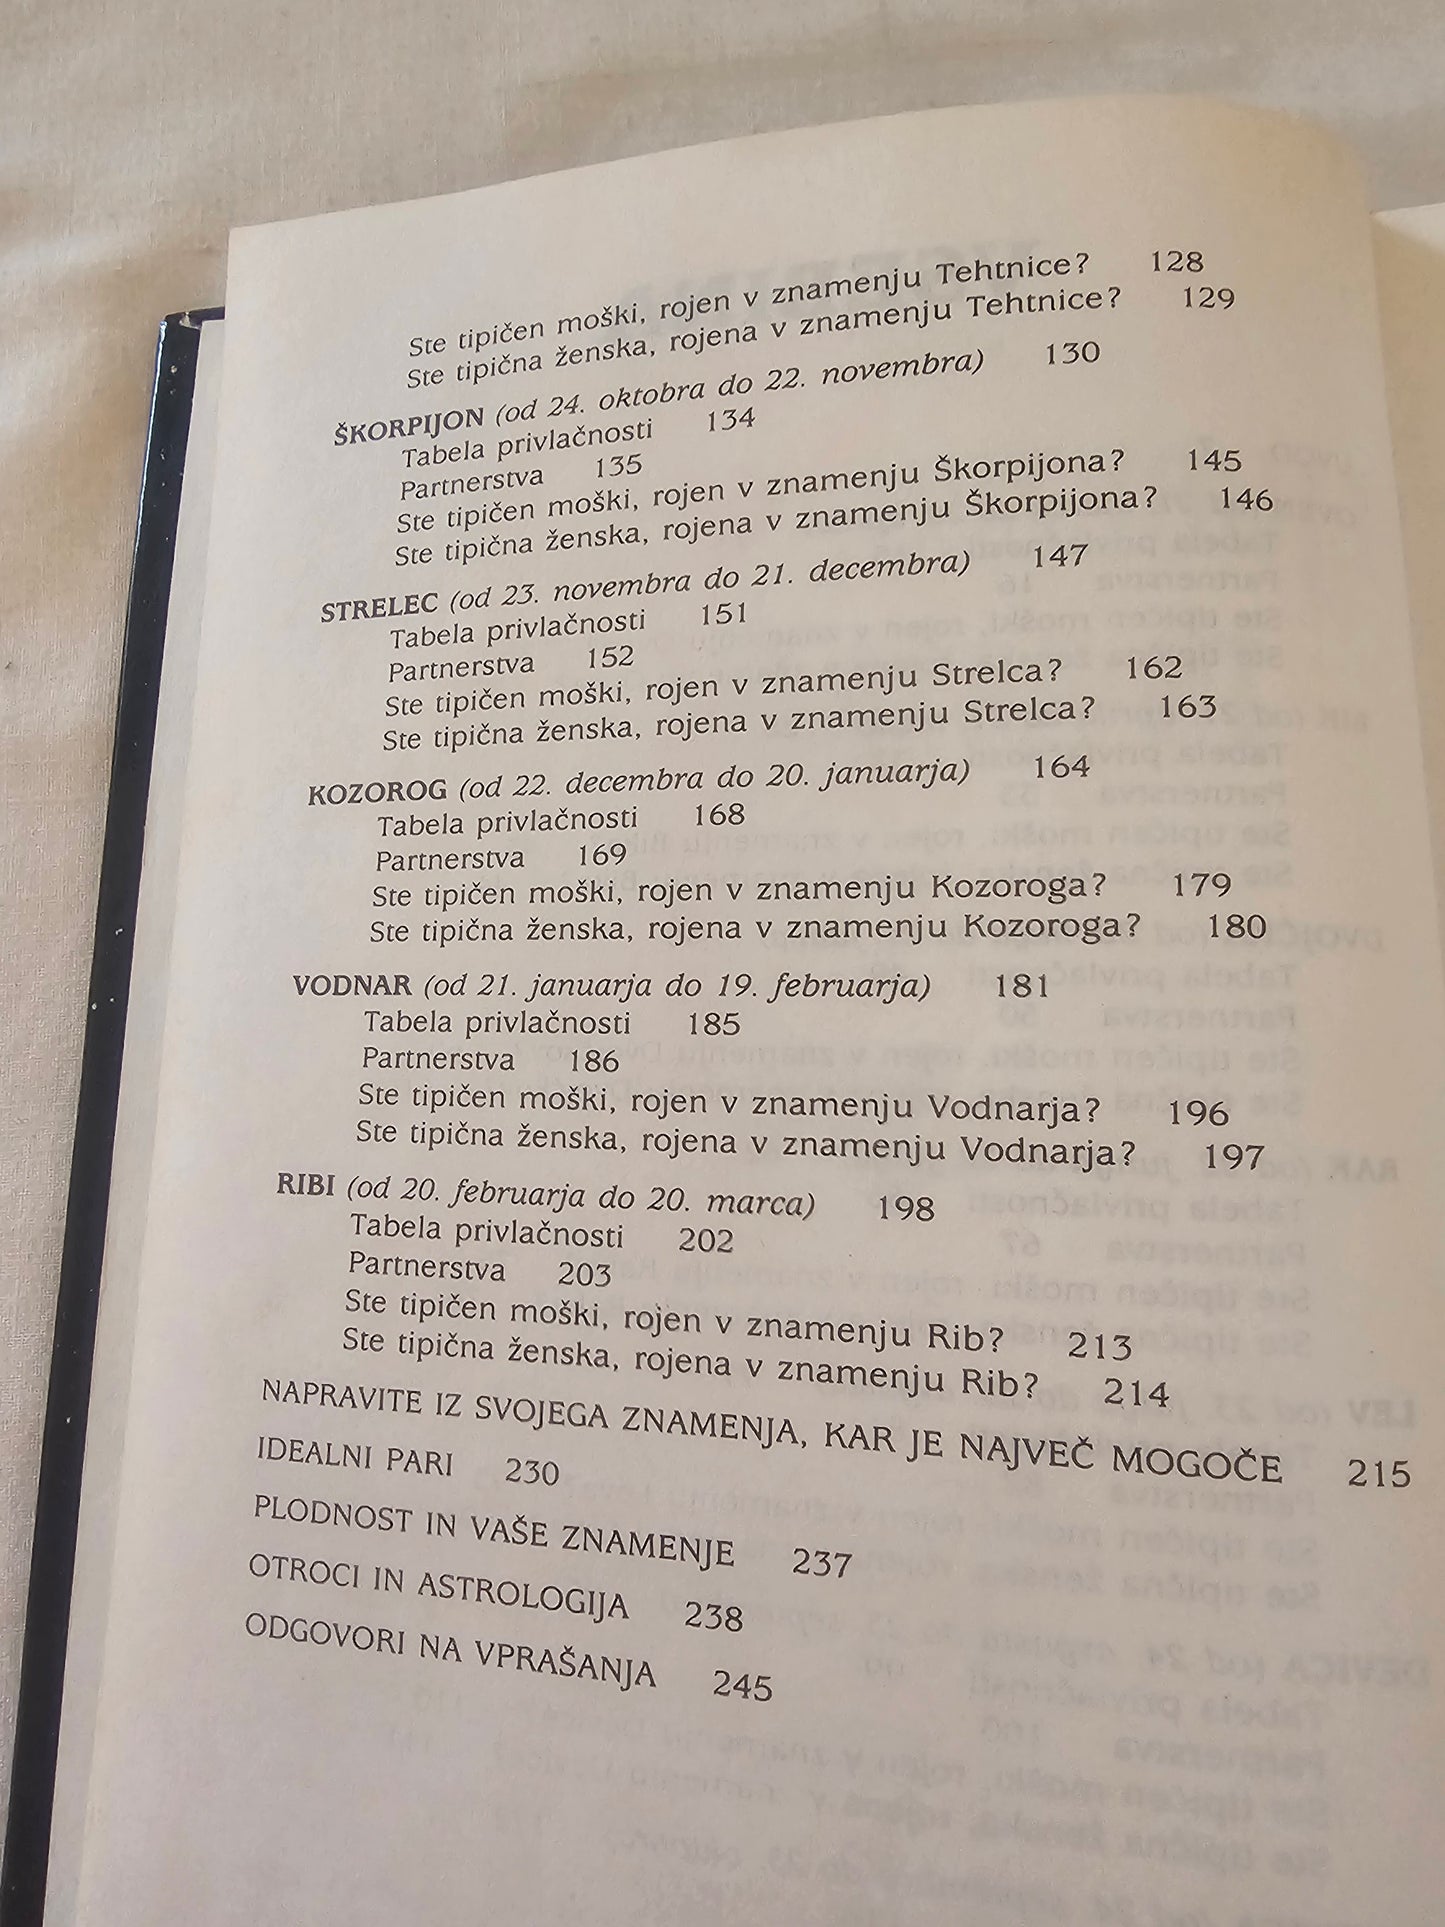 Ste tipičen moški, rojen v znamenju Tehtnice? 128
Ste tipična ženska, rojena v znamenju Tehtnice? 129
ŠKORPIJON (od 24. oktobra do 22. novembra) 130
Tabela privlačnosti 134
Partnerstva 135
Ste tipičen moški, rojen v znamenju Škorpijona? 145
Ste tipična ženska, rojena v znamenju Škorpijona? 146
STRELEC (od 23. novembra do 21. decembra) 147
Tabela privlačnosti 151
Partnerstva 152
Ste tipičen moški, rojen v znamenju Strelca? 162
Ste tipična ženska, rojena v znamenju Strelca? 163
KOZOROG (od 22. decembra do 20. januarja) 164
Tabela privlačnosti 168
Partnerstva 169
Ste tipičen moški, rojen v znamenju Kozoroga? 179
Ste tipična ženska, rojena v znamenju Kozoroga? 180
VODNAR (od 21. januarja do 19. februarja) 181
Tabela privlačnosti 185
Partnerstva 186
Ste tipičen moški, rojen v znamenju Vodnarja? 196
Ste tipična ženska, rojena v znamenju Vodnarja? 197
RIBI (od 20. februarja do 20. marca) 198
Tabela privlačnosti 202
Partnerstva 203
Ste tipičen moški, rojen v znamenju Rib? 213
Ste tipična ženska, rojena v znamenju Rib? 214
NAPRAVITE IZ SVOJEGA ZNAMENJA, KAR JE NAJVEČ MOGOČE 215
IDEALNI PARI 230
PLODNOST IN VAŠE ZNAMENJE 237
OTROCI IN ASTROLOGIJA 238
ODGOVORI NA VPRAŠANJA 245